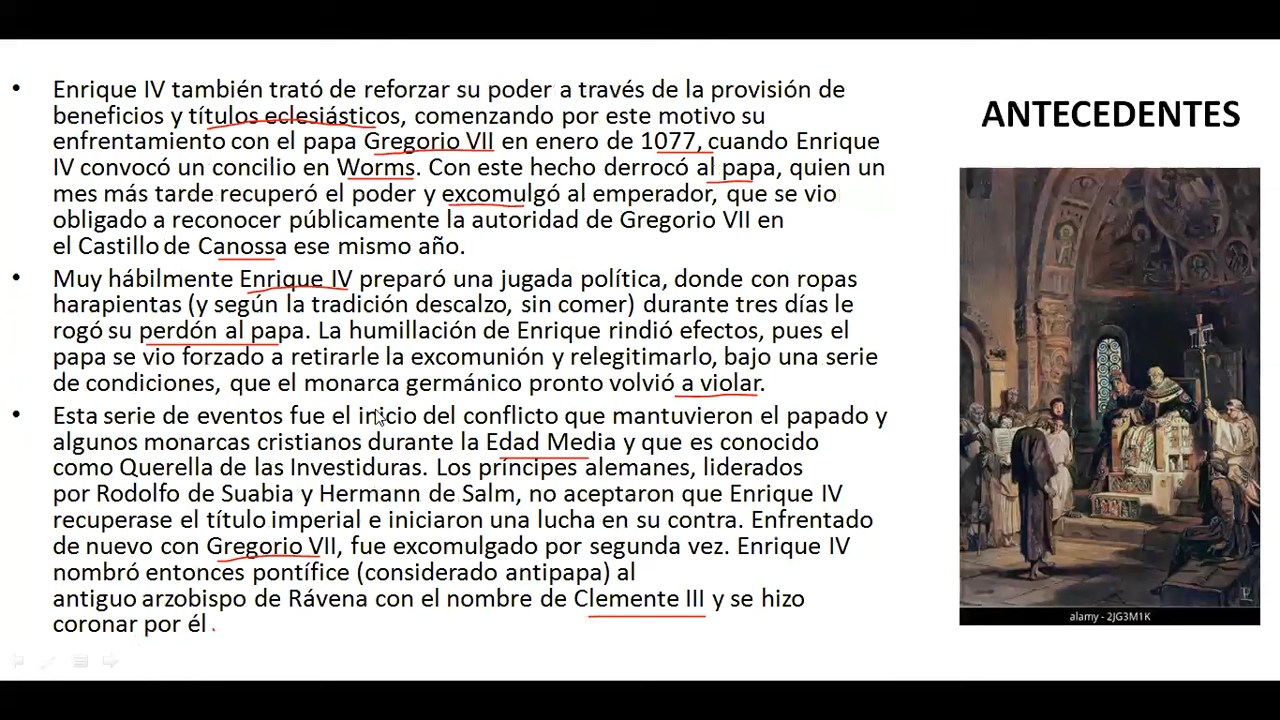 ANTECEDENTES
• Enrique IV también trató de reforzar su poder a través de la provisión de
beneficios y títulos eclesiásticos, comenzando por este motivo su
enfrentamiento con el papa Gregorio VII en enero de 1077, cuando Enrique
IV convocó un concilio en Worms. Con este hecho derrocó al papa, quien un
mes más tarde recuperó el poder y excomulgó al emperador, que se vio
obligado a reconocer públicamente la autoridad de Gregorio VII en
el Castillo de Canossa ese mismo año.
• Muy hábilmente Enrique IV preparó una jugada política, donde con ropas
harapientas (y según la tradición descalzo, sin comer) durante tres días le
rogó su perdón al papa. La humillación de Enrique rindió efectos, pues el
papa se vio forzado a retirarle la excomunión y relegitimarlo, bajo una serie
de condiciones, que el monarca germánico pronto volvió a violar.
• Esta serie de eventos fue el inicio del conflicto que mantuvieron el papado y
algunos monarcas cristianos durante la Edad Media y que es conocido
como Querella de las Investiduras. Los príncipes alemanes, liderados
por Rodolfo de Suabia y Hermann de Salm, no aceptaron que Enrique IV
recuperase el título imperial e iniciaron una lucha en su contra. Enfrentado
de nuevo con Gregorio VII, fue excomulgado por segunda vez. Enrique IV
nombró entonces pontífice (considerado antipapa) al
antiguo arzobispo de Rávena con el nombre de Clemente III y se hizo
coronar por él .
alamy - 2JG3M1K